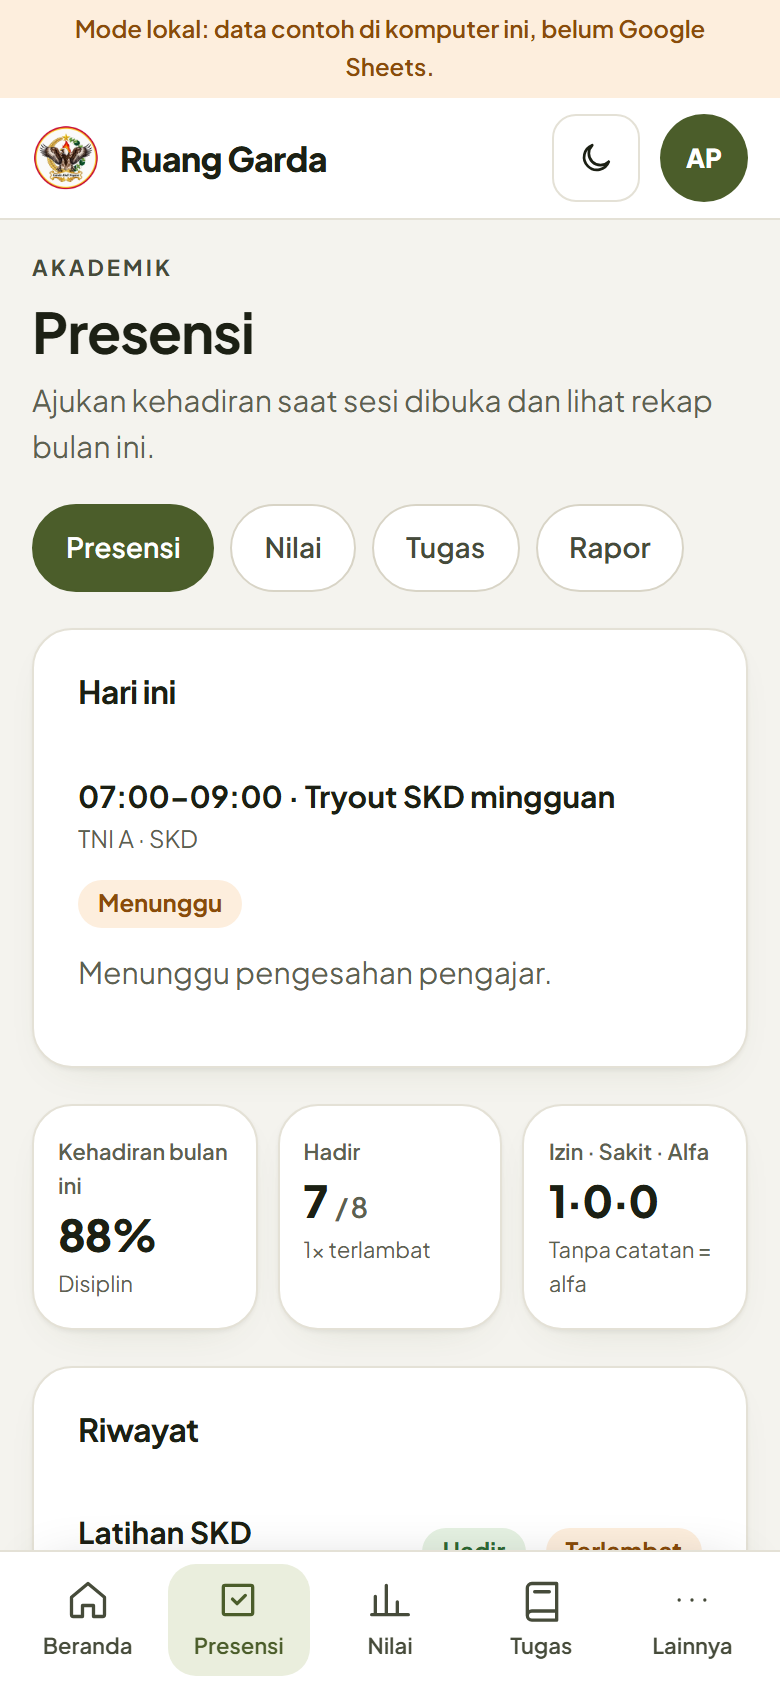 Mode lokal: data contoh di komputer ini, belum Google
Sheets.
Ruang Garda
AP
AKADEMIK
Presensi
Ajukan kehadiran saat sesi dibuka dan lihat rekap
bulan ini.
Presensi
Nilai
Tugas
Rapor
Hari ini
07:00–09:00 · Tryout SKD mingguan
TNI A · SKD
Menunggu
Menunggu pengesahan pengajar.
Kehadiran bulan
ini
88%
Disiplin
Hadir
7 / 8
1× terlambat
Izin · Sakit · Alfa
1·0·0
Tanpa catatan =
alfa
Riwayat
Latihan SKD
Hadir
Terlambat
Beranda
Presensi
Nilai
Tugas
Lainnya